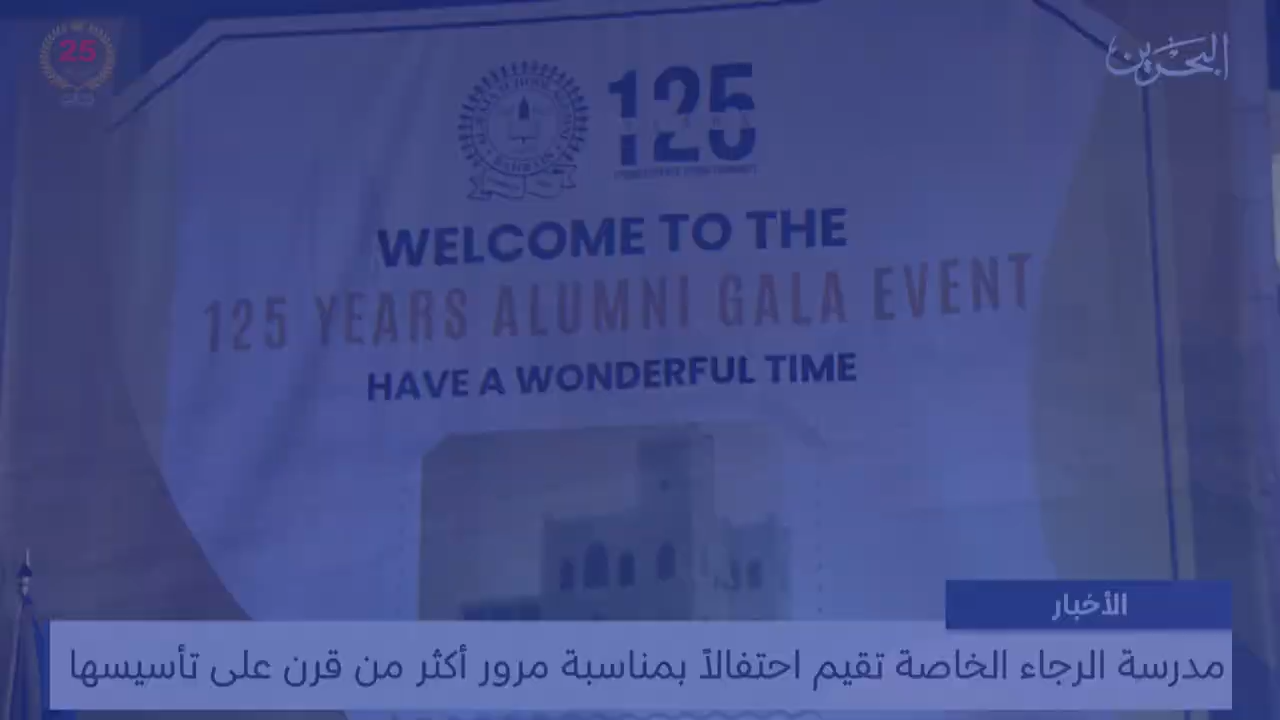 25
البحرين
125
WELCOME TO THE
125 YEARS ALUMNI GALA EVENT
HAVE A WONDERFUL TIME
الأخبار
مدرسة الرجاء الخاصة تقيم احتفالاً بمناسبة مرور أكثر من قرن على تأسيسها